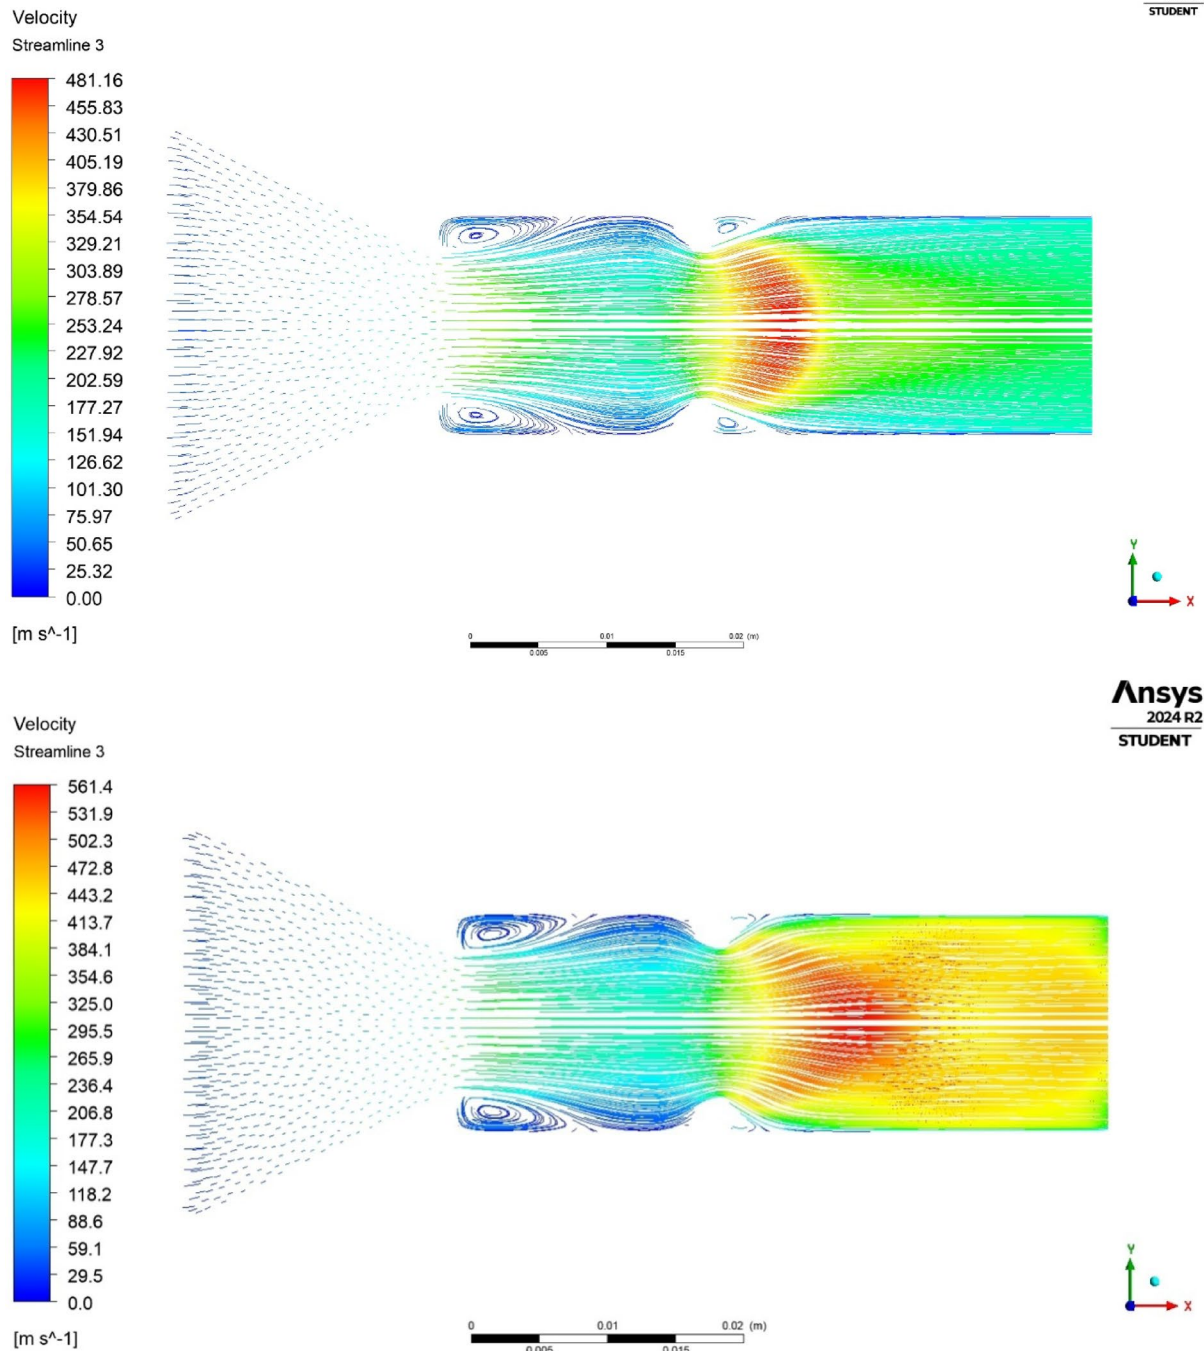 STUDENT
Velocity
Streamline 3
481.16
455.83
430.51
405.19
379.86
354.54
329.21
303.89
278.57
253.24
227.92
202.59
177.27
151.94
126.62
101.30
75.97
50.65
25.32
0.00
[m s^-1]
Y
X
0 0.01 0.02 (m)
0.005 0.015
Ansys
2024 R2
STUDENT
Velocity
Streamline 3
561.4
531.9
502.3
472.8
443.2
413.7
384.1
354.6
325.0
295.5
265.9
236.4
206.8
177.3
147.7
118.2
88.6
59.1
29.5
0.0
[m s^-1]
Y
X
0 0.01 0.02 (m)
0.005 0.015